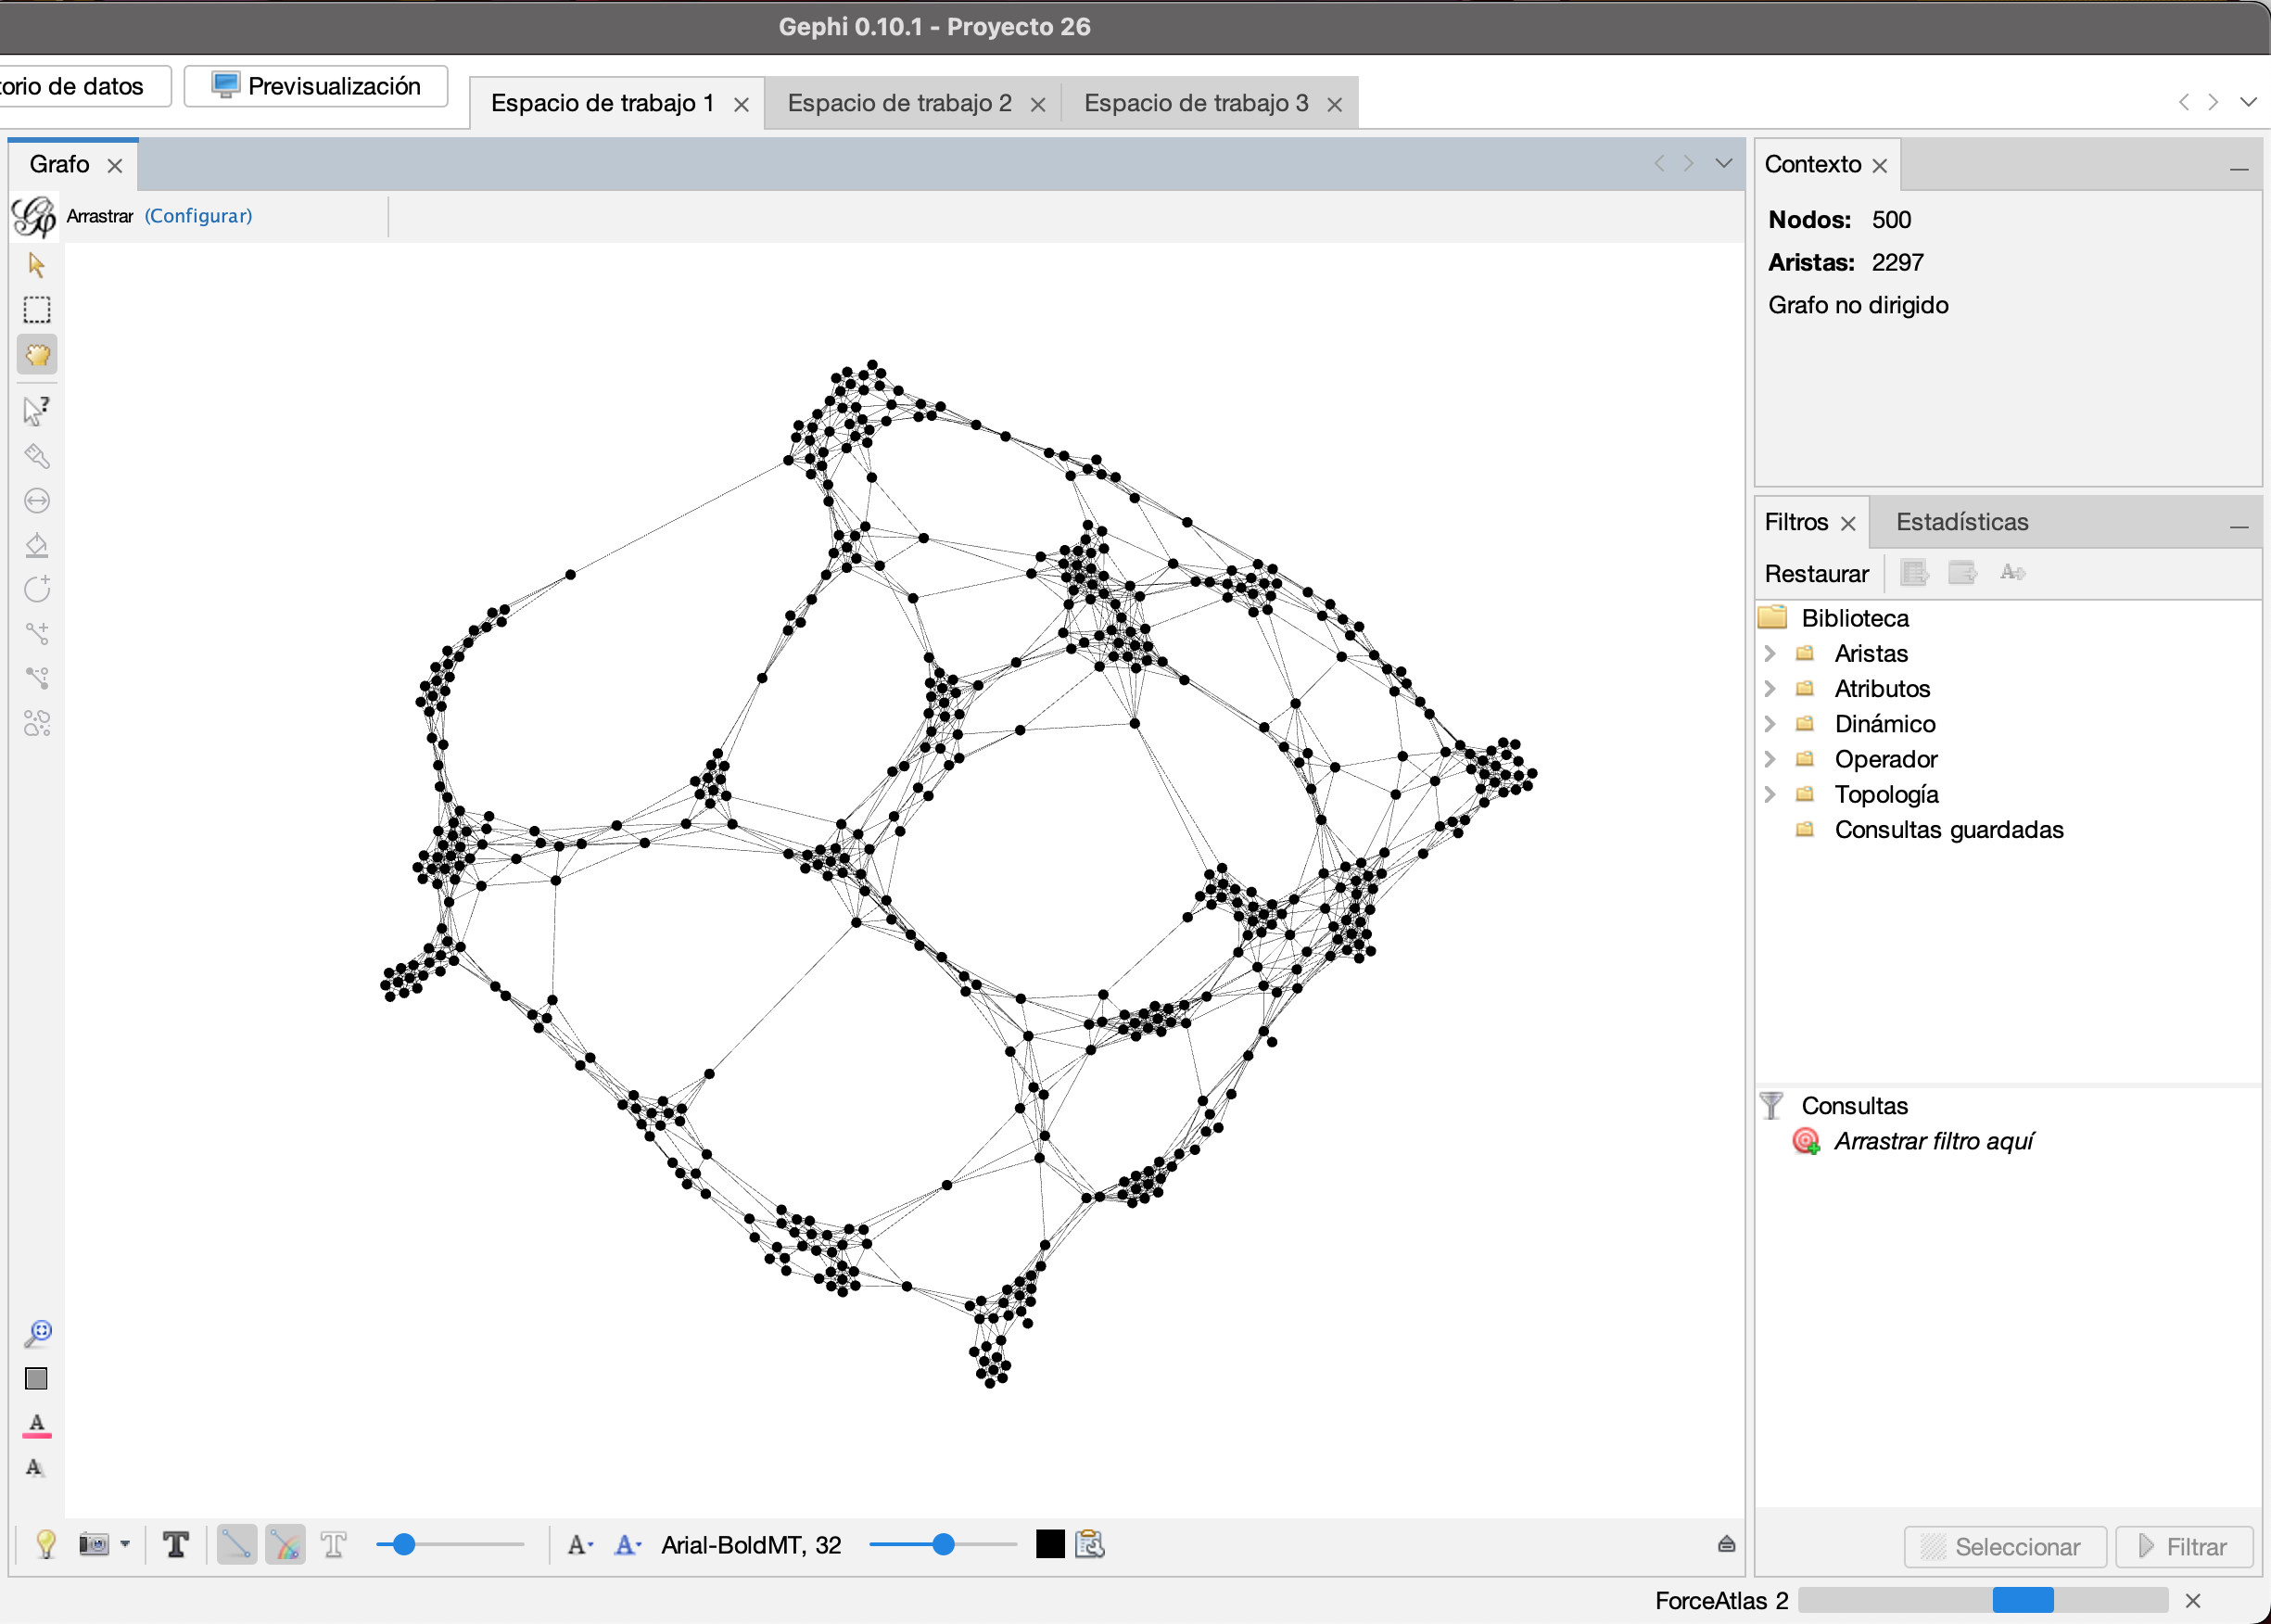 Gephi 0.10.1 - Proyecto 26
orio de datos
Previsualización
Espacio de trabajo 1
Espacio de trabajo 2
Espacio de trabajo 3
Grafo
Arrastrar (Configurar)
Contexto
Nodos: 500
Aristas: 2297
Grafo no dirigido
Filtros
Estadísticas
Restaurar
Biblioteca
Aristas
Atributos
Dinámico
Operador
Topología
Consultas guardadas
Consultas
Arrastrar filtro aquí
Arial-BoldMT, 32
Seleccionar
Filtrar
ForceAtlas 2